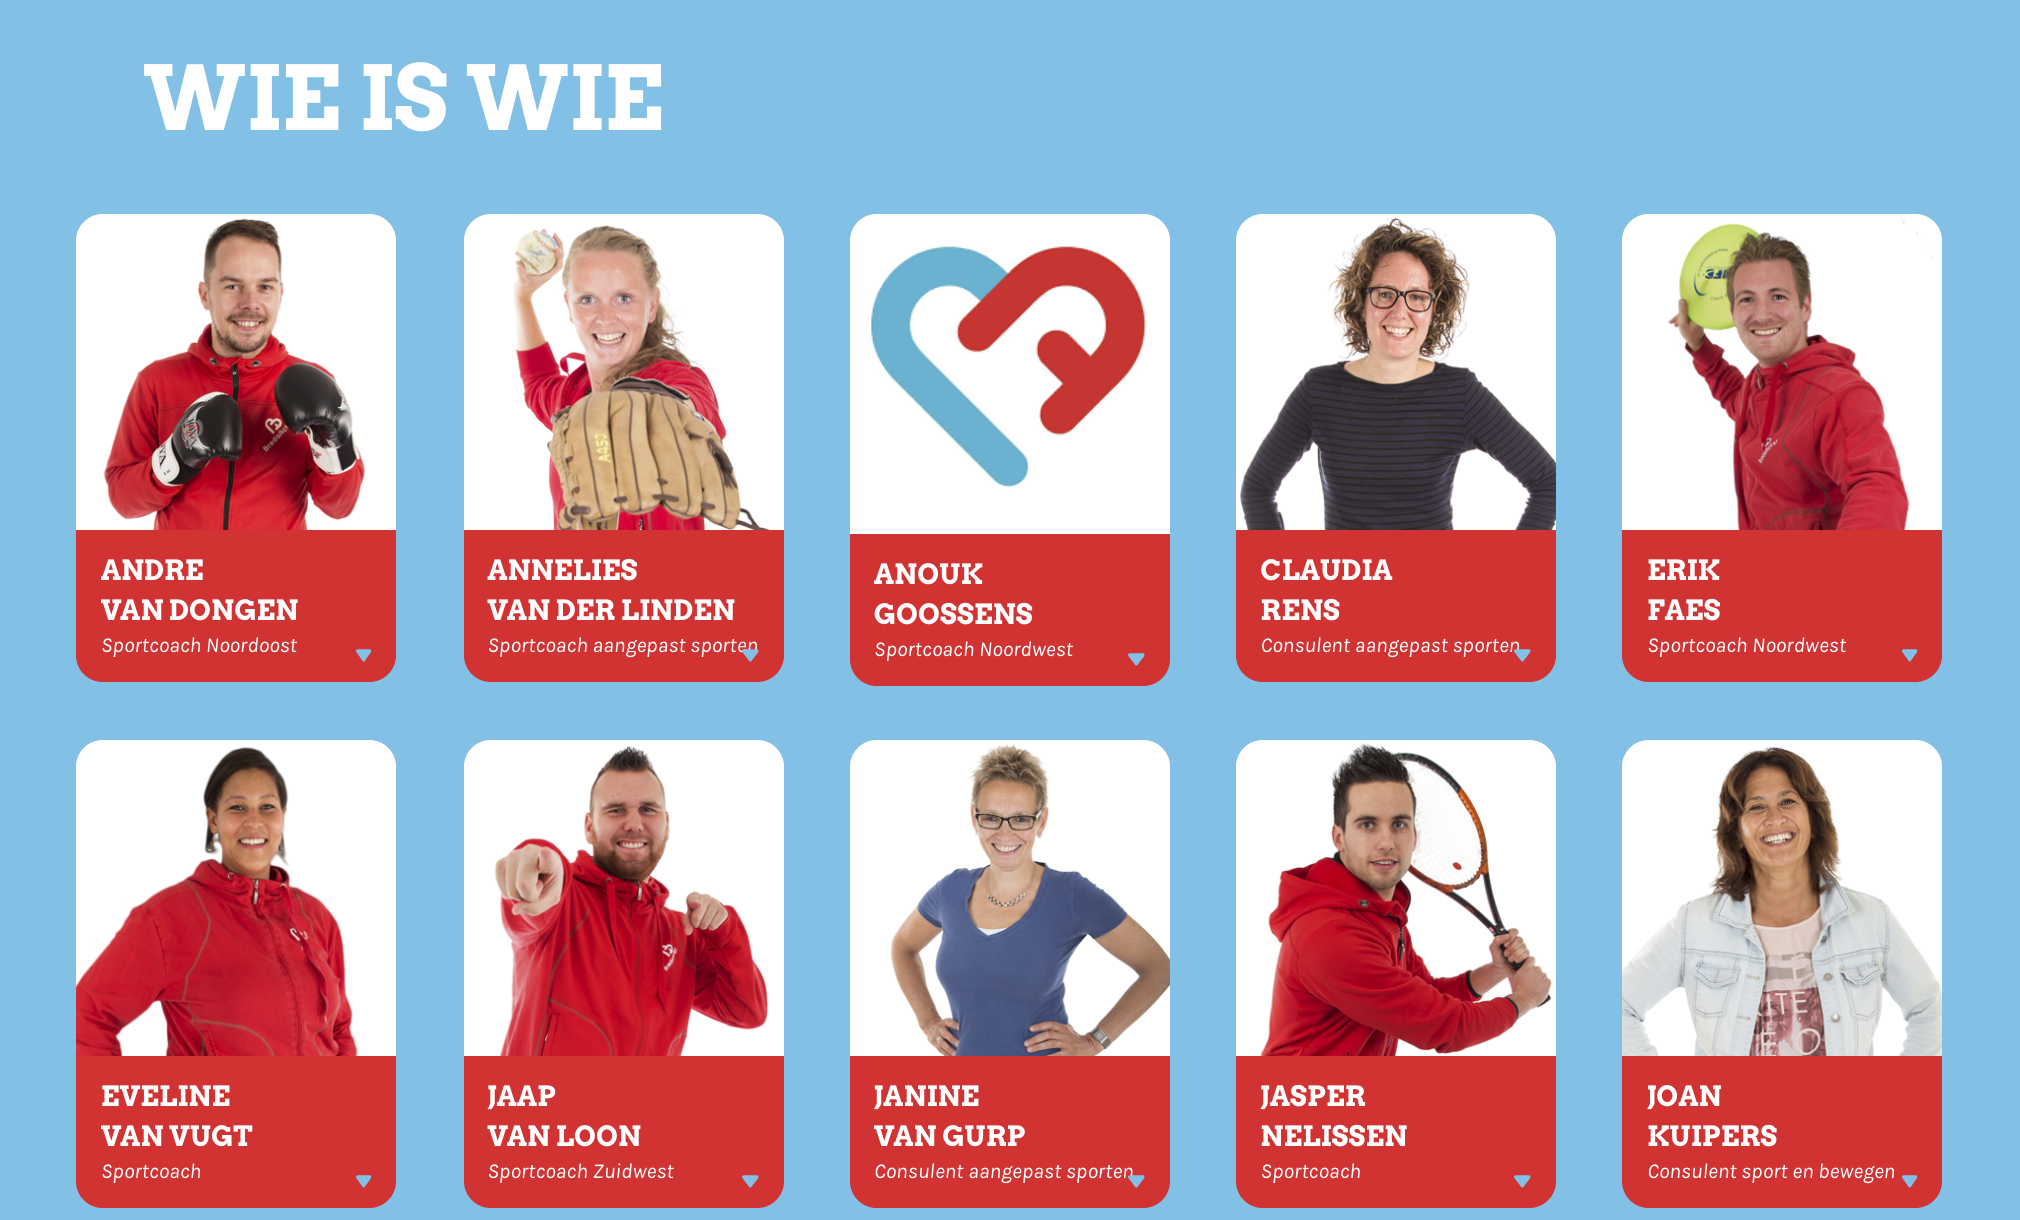 WIE IS WIE
ANDRE
VAN DONGEN
Sportcoach Noordoost
A450
ANNELIES
VAN DER LINDEN
Sportcoach aangepast sporten
ANOUK
GOOSSENS
Sportcoach Noordwest
CLAUDIA
RENS
Consulent aangepast sporten
ERIK
FAES
Sportcoach Noordwest
EVELINE
VAN VUGT
Sportcoach
JAAP
VAN LOON
Sportcoach Zuidwest
JANINE
VAN GURP
Consulent aangepast sporten
JASPER
NELISSEN
Sportcoach
JOAN
KUIPERS
Consulent sport en bewegen